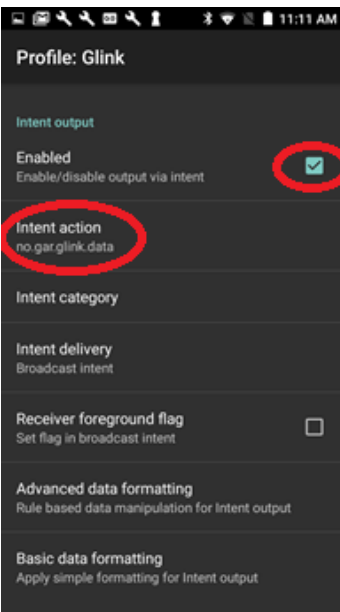 11:11 AM
Profile: Glink
Intent output
Enabled
Enable/disable output via intent
Intent action
no.gar.glink.data
Intent category
Intent delivery
Broadcast intent
Receiver foreground flag
Set flag in broadcast intent
Advanced data formatting
Rule based data manipulation for Intent output
Basic data formatting
Apply simple formatting for Intent output